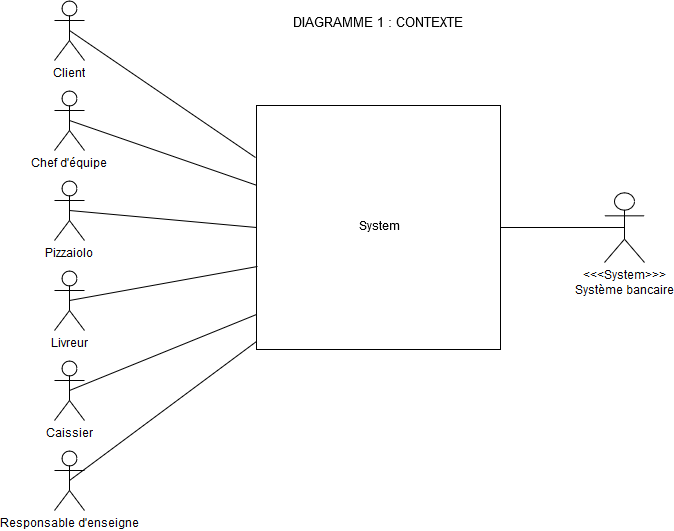 DIAGRAMME 1 : CONTEXTE
Client
Chef d'équipe
Pizzaiolo
Livreur
Caissier
Responsable d'enseigne
System
<<<System>>>
Système bancaire